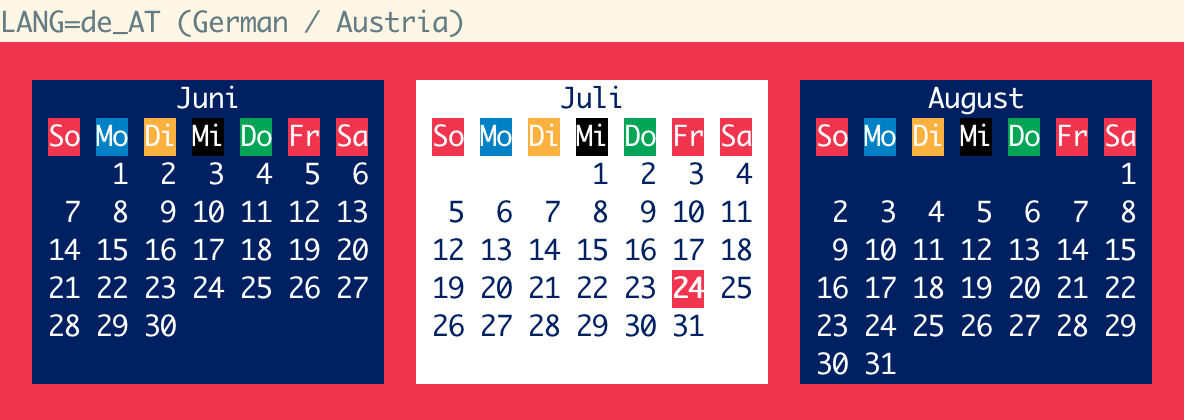 LANG=de_AT (German / Austria)
Juni
So Mo Di Mi Do Fr Sa
1 2 3 4 5 6
7 8 9 10 11 12 13
14 15 16 17 18 19 20
21 22 23 24 25 26 27
28 29 30
Juli
So Mo Di Mi Do Fr Sa
1 2 3 4
5 6 7 8 9 10 11
12 13 14 15 16 17 18
19 20 21 22 23 24 25
26 27 28 29 30 31
August
So Mo Di Mi Do Fr Sa
1
2 3 4 5 6 7 8
9 10 11 12 13 14 15
16 17 18 19 20 21 22
23 24 25 26 27 28 29
30 31